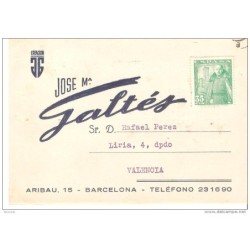 JOSE Mª
Galtés
Sr. D. Rafael Perez
Liria, 4, dpdo
VALENCIA
ARIBAU, 15 - BARCELONA - TELÉFONO 231690